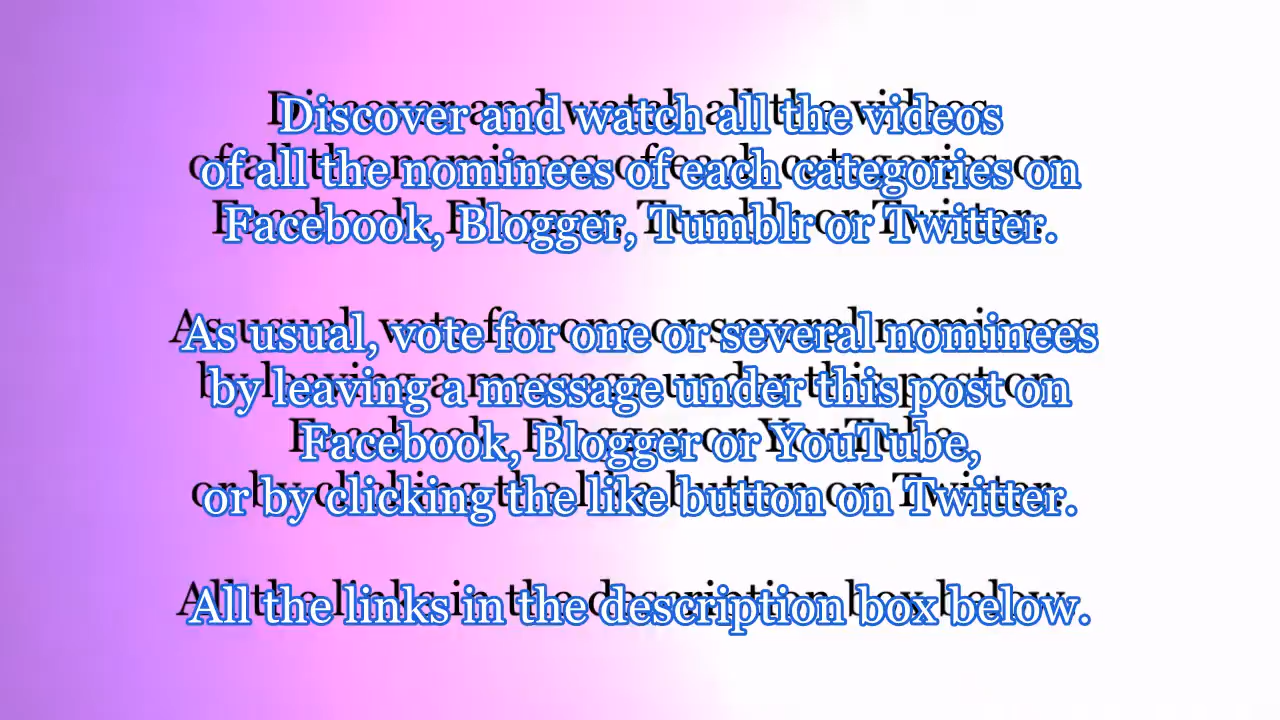 Discover and watch all the videos
of all the nominees of each categories on
Facebook, Blogger, Tumblr or Twitter.
As usual, vote for one or several nominees
by leaving a message under this post on
Facebook, Blogger or YouTube,
or by clicking the like button on Twitter.
All the links in the description box below.